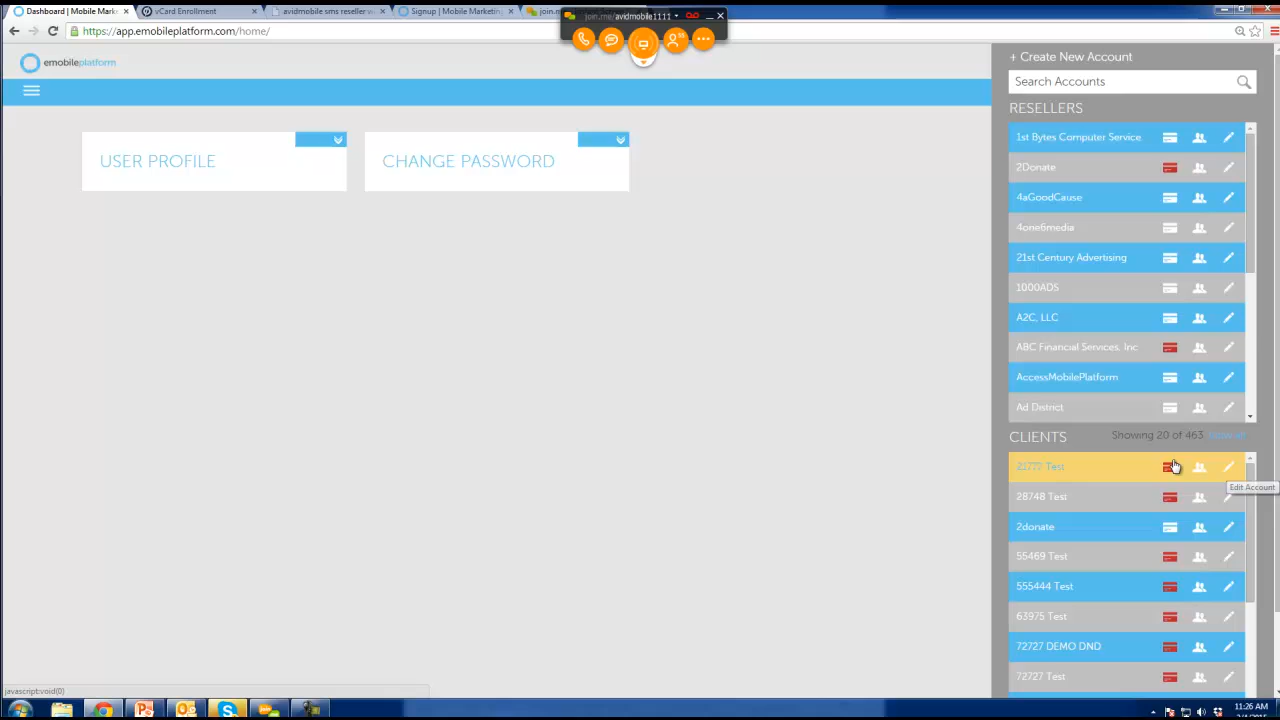 Dashboard | Mobile Mark
vCard Enrollment
avidmobile sms reseller w
Signup | Mobile Marketing
join.m
join.me/avidmobile1111
https://app.emobileplatform.com/home/
emobileplatform
USER PROFILE
CHANGE PASSWORD
+ Create New Account
Search Accounts
RESELLERS
1st Bytes Computer Service
2Donate
4aGoodCause
4one6media
21st Century Advertising
1000ADS
A2C, LLC
ABC Financial Services, Inc
AccessMobilePlatform
Ad District
CLIENTS
Showing 20 of 463 View all
21777 Test
Edit Account
28748 Test
2donate
55469 Test
555444 Test
63975 Test
72727 DEMO DND
72727 Test
javascript:void(0)
11:26 AM